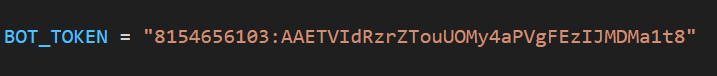 BOT_TOKEN = "8154656103:AAETVIdRzrZTouUOMy4aPVgFEzIJMDMa1t8"